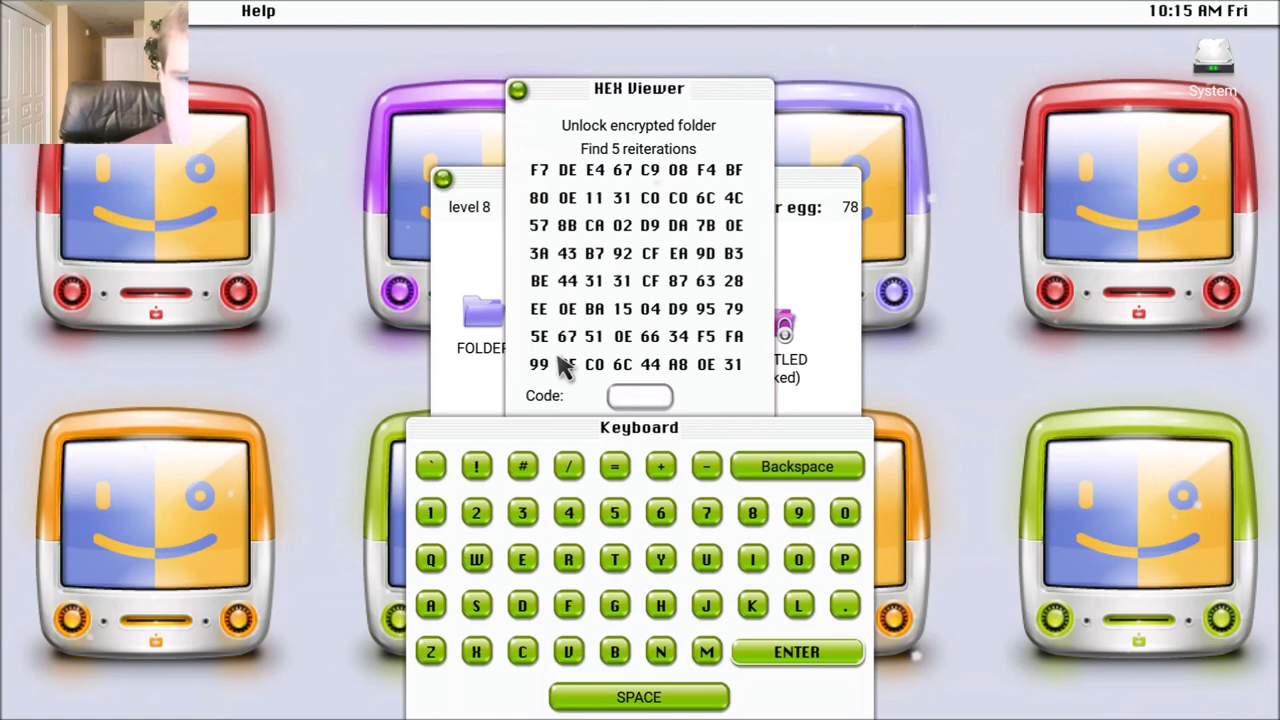 Help
10:15 AM Fri
System
HEX Viewer
Unlock encrypted folder
Find 5 reiterations
F7 DE E4 67 C9 08 F4 BF
80 0E 11 31 C0 C0 6C 4C
57 8B CA 02 D9 DA 7B 0E
3A 43 B7 92 CF EA 9D B3
BE 44 31 31 CF 87 63 28
EE 0E BA 15 04 D9 95 79
5E 67 51 0E 66 34 F5 FA
99 C0 6C 44 A8 0E 31
Code:
level 8
r egg: 78
FOLDER
TLED
ked)
Keyboard
` ! # / = + - Backspace
1 2 3 4 5 6 7 8 9 0
Q W E R T Y U I O P
A S D F G H J K L .
Z X C V B N M ENTER
SPACE